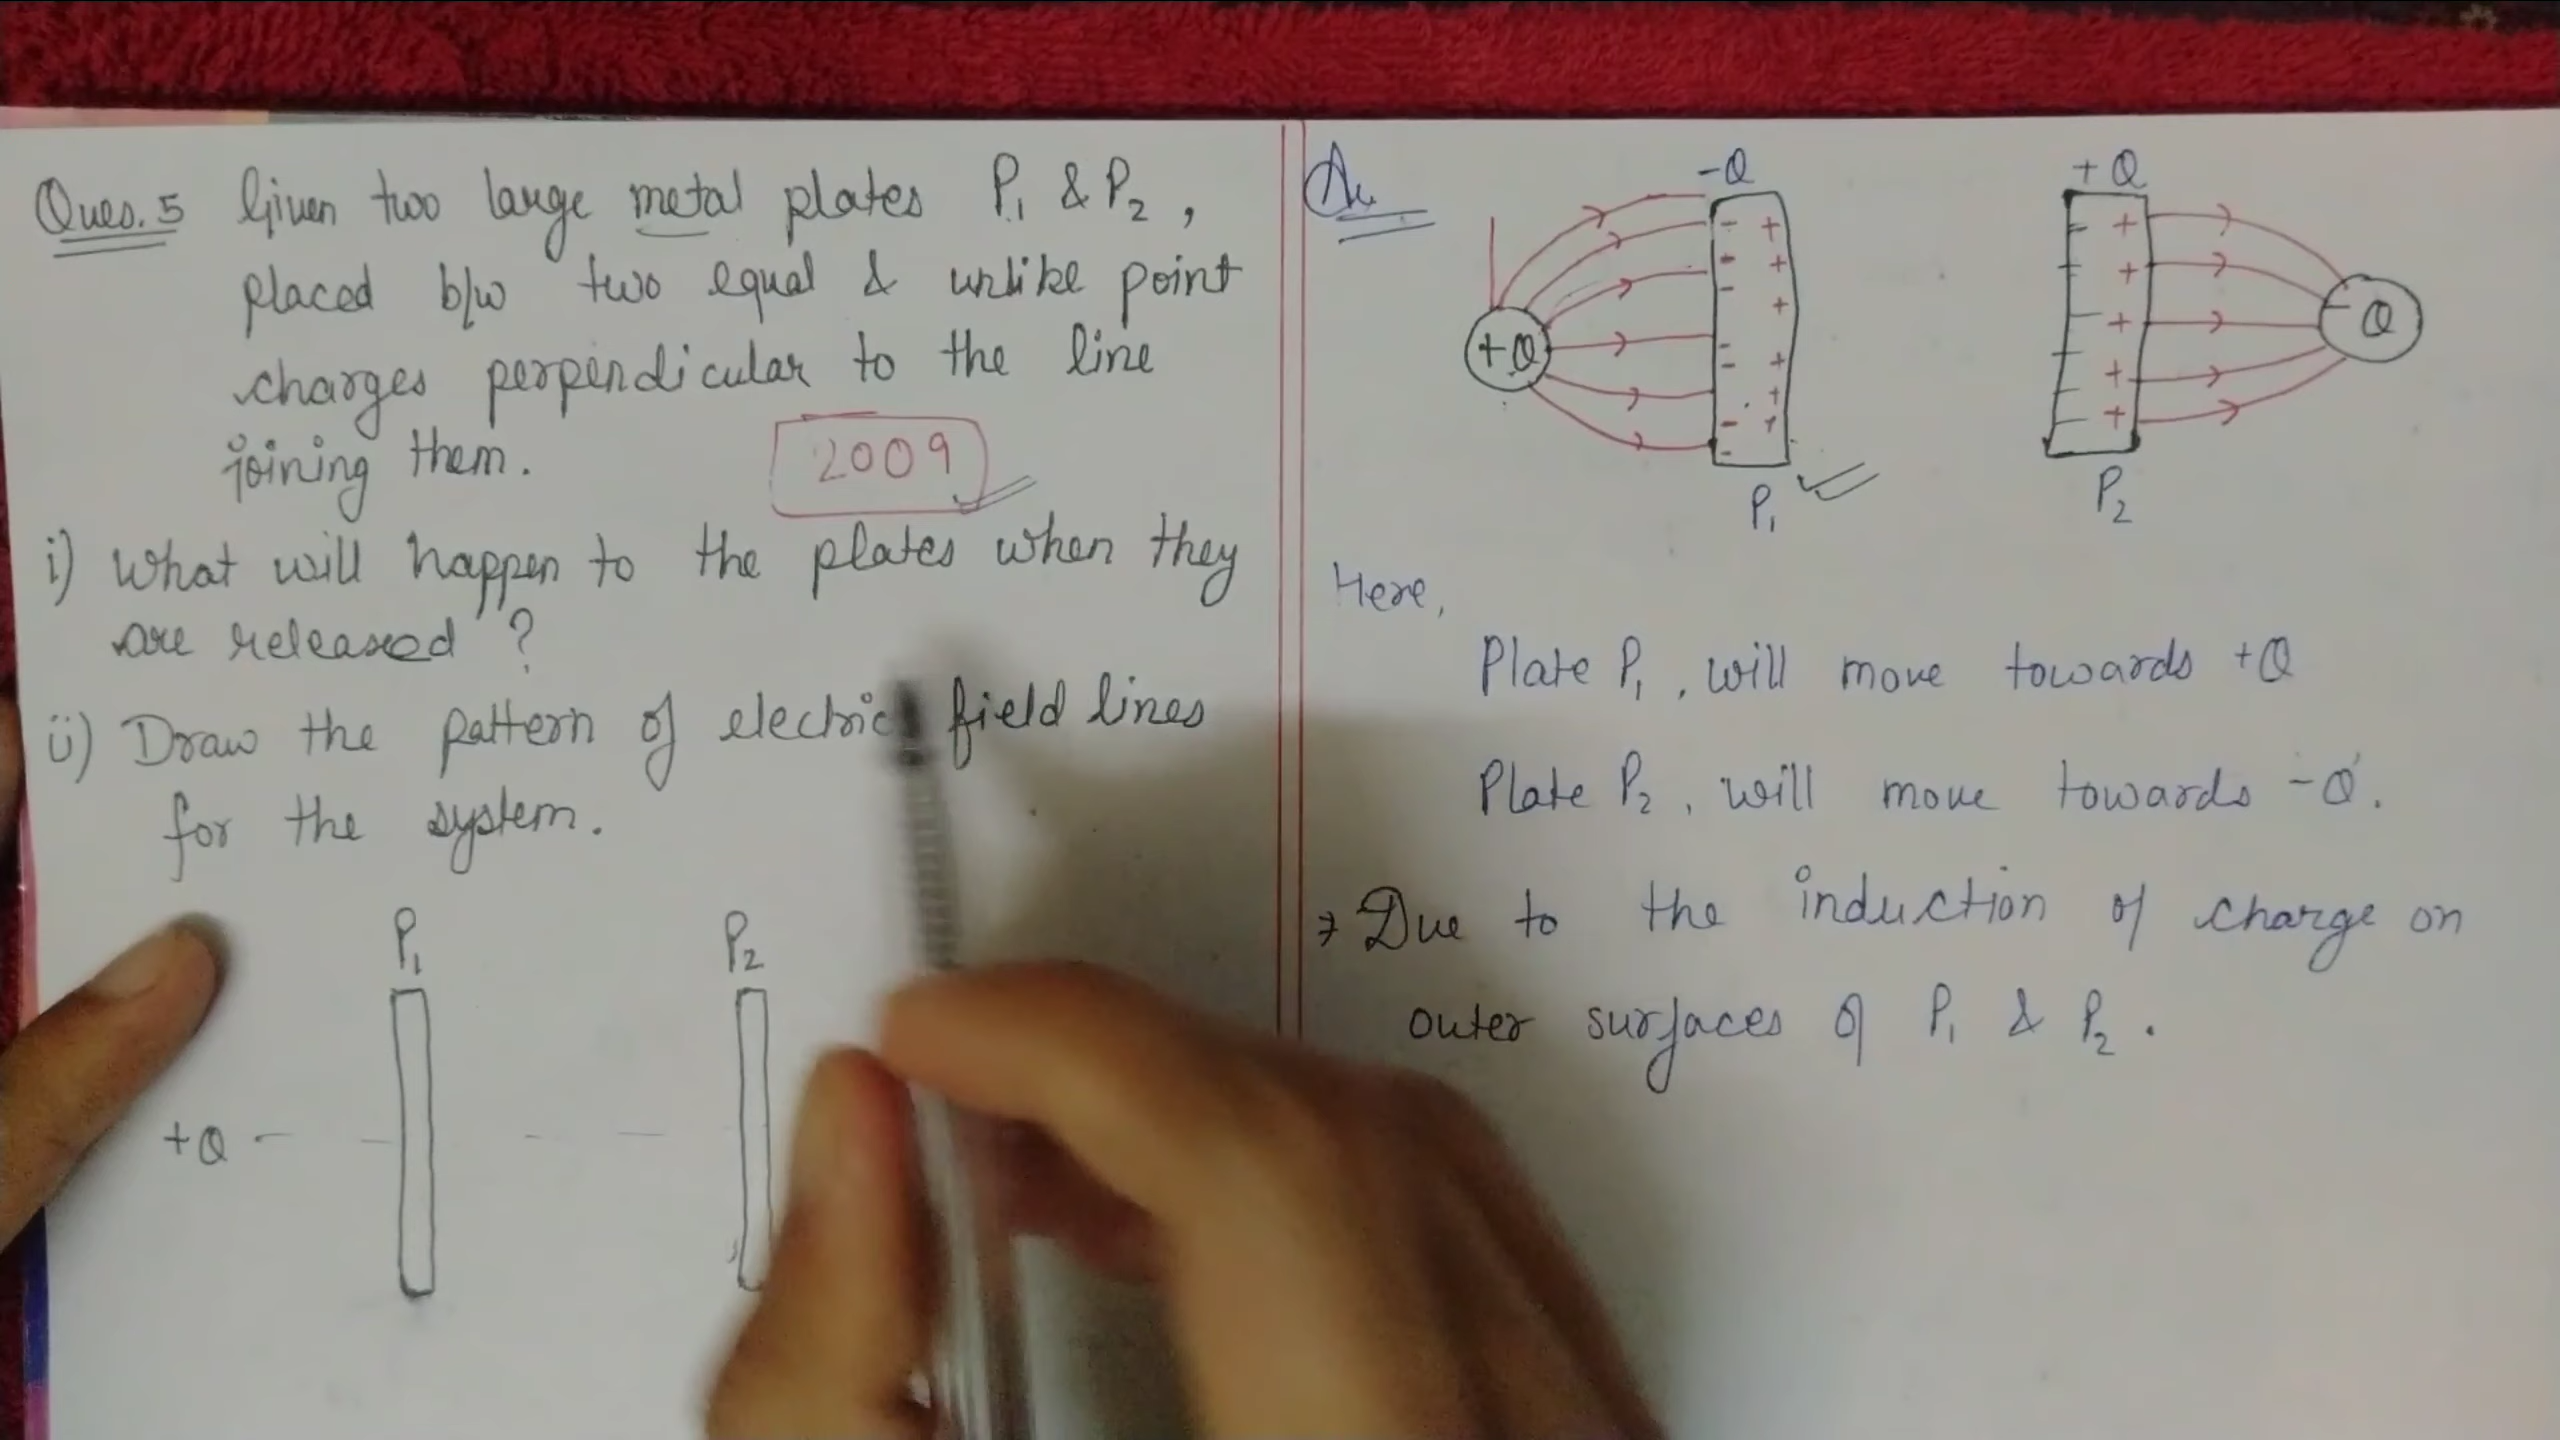 Ques.5 Given two large metal plates P₁ & P₂,
placed b/w two equal & unlike point
charges perpendicular to the line
joining them.
2009
i) What will happen to the plates when they
are released ?
ii) Draw the pattern of electric field lines
for the system.
P₁ P₂
+Q
-Q +Q
+Q - Q
P₁ P₂
Here,
Plate P₁, will move towards +Q
Plate P₂, will move towards -Q.
Due to the induction of charge on
outer surfaces of P₁ & P₂.